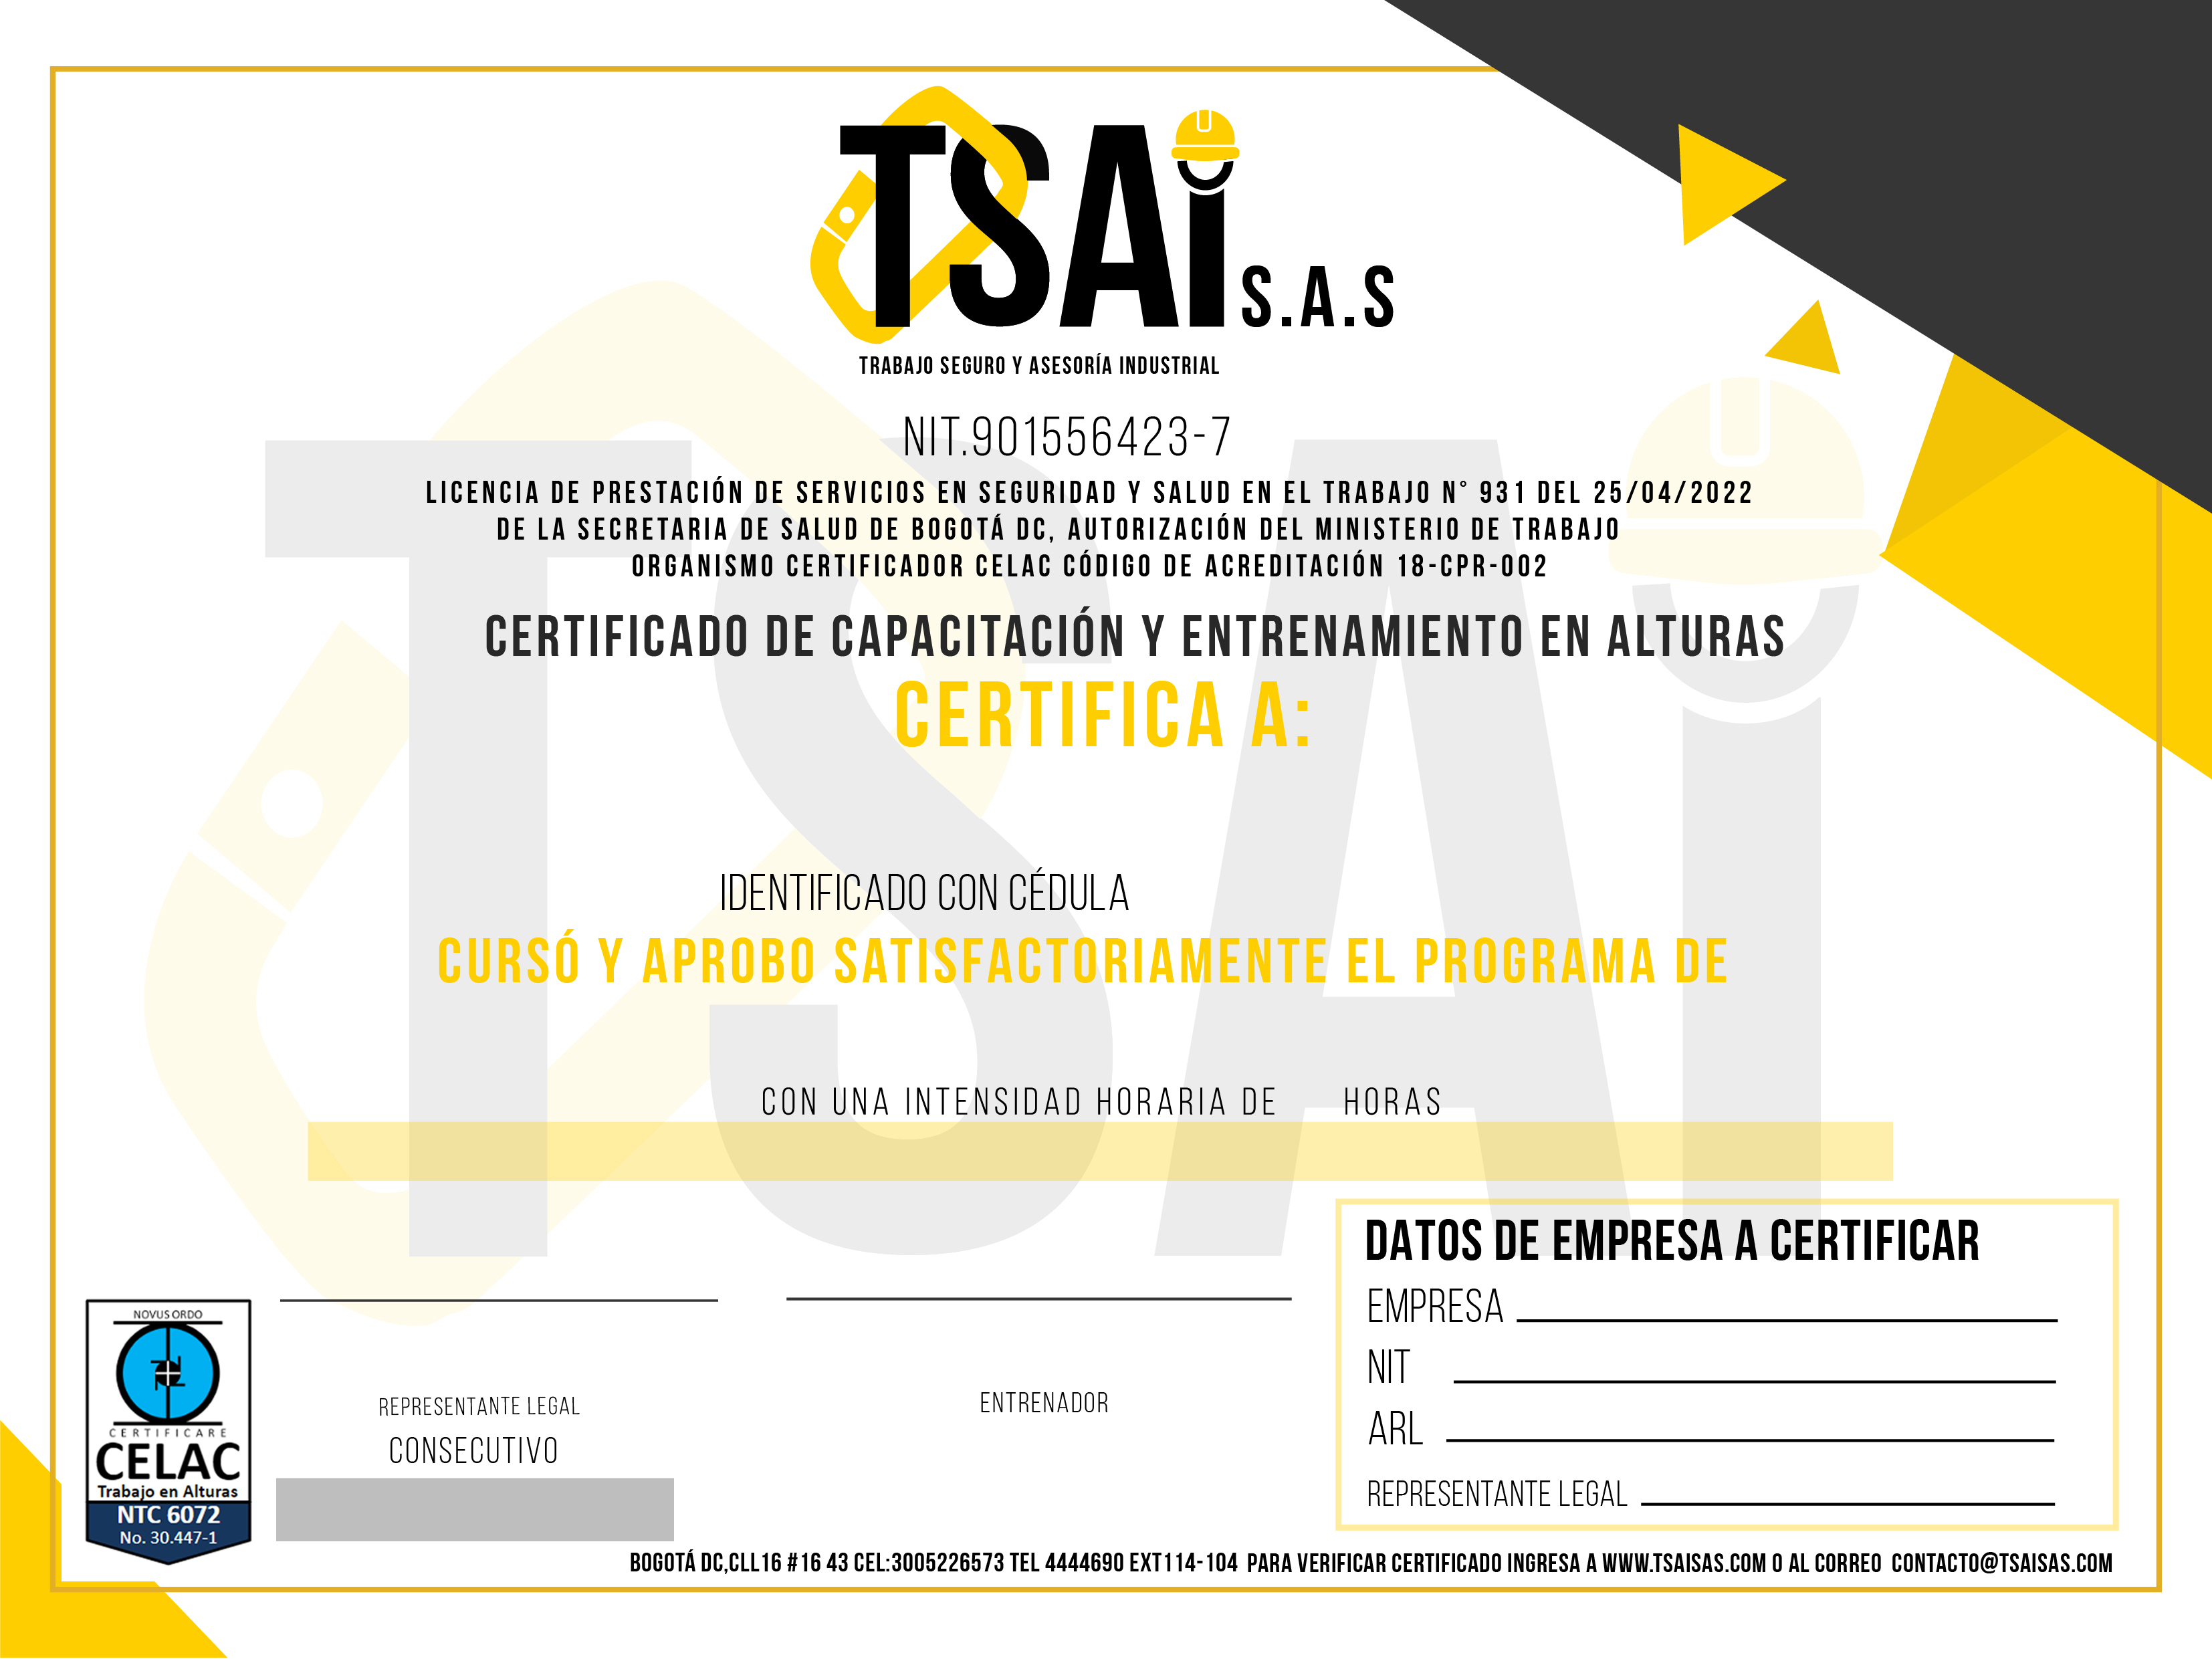 TSAi S.A.S
TRABAJO SEGURO Y ASESORÍA INDUSTRIAL
NIT.901556423-7
LICENCIA DE PRESTACIÓN DE SERVICIOS EN SEGURIDAD Y SALUD EN EL TRABAJO N° 931 DEL 25/04/2022
DE LA SECRETARIA DE SALUD DE BOGOTÁ DC, AUTORIZACIÓN DEL MINISTERIO DE TRABAJO
ORGANISMO CERTIFICADOR CELAC CÓDIGO DE ACREDITACIÓN 18-CPR-002
CERTIFICADO DE CAPACITACIÓN Y ENTRENAMIENTO EN ALTURAS
CERTIFICA A:
IDENTIFICADO CON CÉDULA
CURSÓ Y APROBO SATISFACTORIAMENTE EL PROGRAMA DE
CON UNA INTENSIDAD HORARIA DE HORAS
TSAi
NOVUS ORDO
CERTIFICARE
CELAC
Trabajo en Alturas
NTC 6072
No. 30.447-1
REPRESENTANTE LEGAL
CONSECUTIVO
ENTRENADOR
DATOS DE EMPRESA A CERTIFICAR
EMPRESA
NIT
ARL
REPRESENTANTE LEGAL
BOGOTÁ DC,CLL16 #16 43 CEL:3005226573 TEL 4444690 EXT114-104 PARA VERIFICAR CERTIFICADO INGRESA A WWW.TSAISAS.COM O AL CORREO CONTACTO@TSAISAS.COM